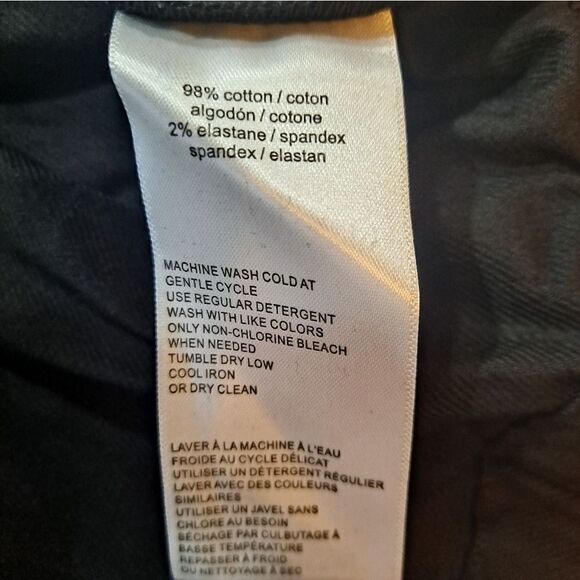 98% cotton / coton
algodón / cotone
2% elastane / spandex
spandex / elastan
MACHINE WASH COLD AT
GENTLE CYCLE
USE REGULAR DETERGENT
WASH WITH LIKE COLORS
ONLY NON-CHLORINE BLEACH
WHEN NEEDED
TUMBLE DRY LOW
COOL IRON
OR DRY CLEAN
LAVER À LA MACHINE À L'EAU
FROIDE AU CYCLE DÉLICAT
UTILISER UN DÉTERGENT RÉGULIER
LAVER AVEC DES COULEURS
SIMILAIRES
UTILISER UN JAVEL SANS
CHLORE AU BESOIN
SÉCHAGE PAR CULBUTAGE À
BASSE TEMPÉRATURE
REPASSER À FROID
OU NETTOYAGE À SEC